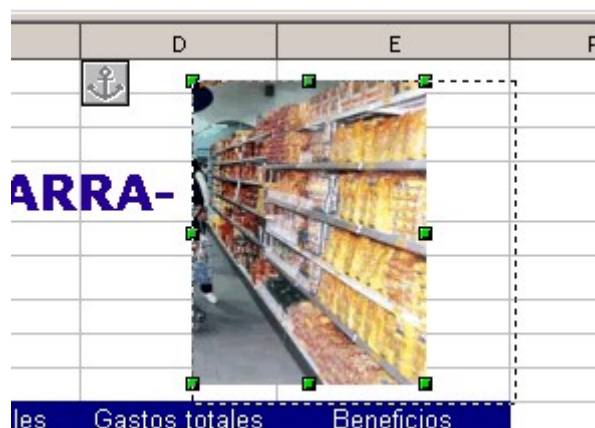 D E F
ARRA-
les Gastos totales Beneficios